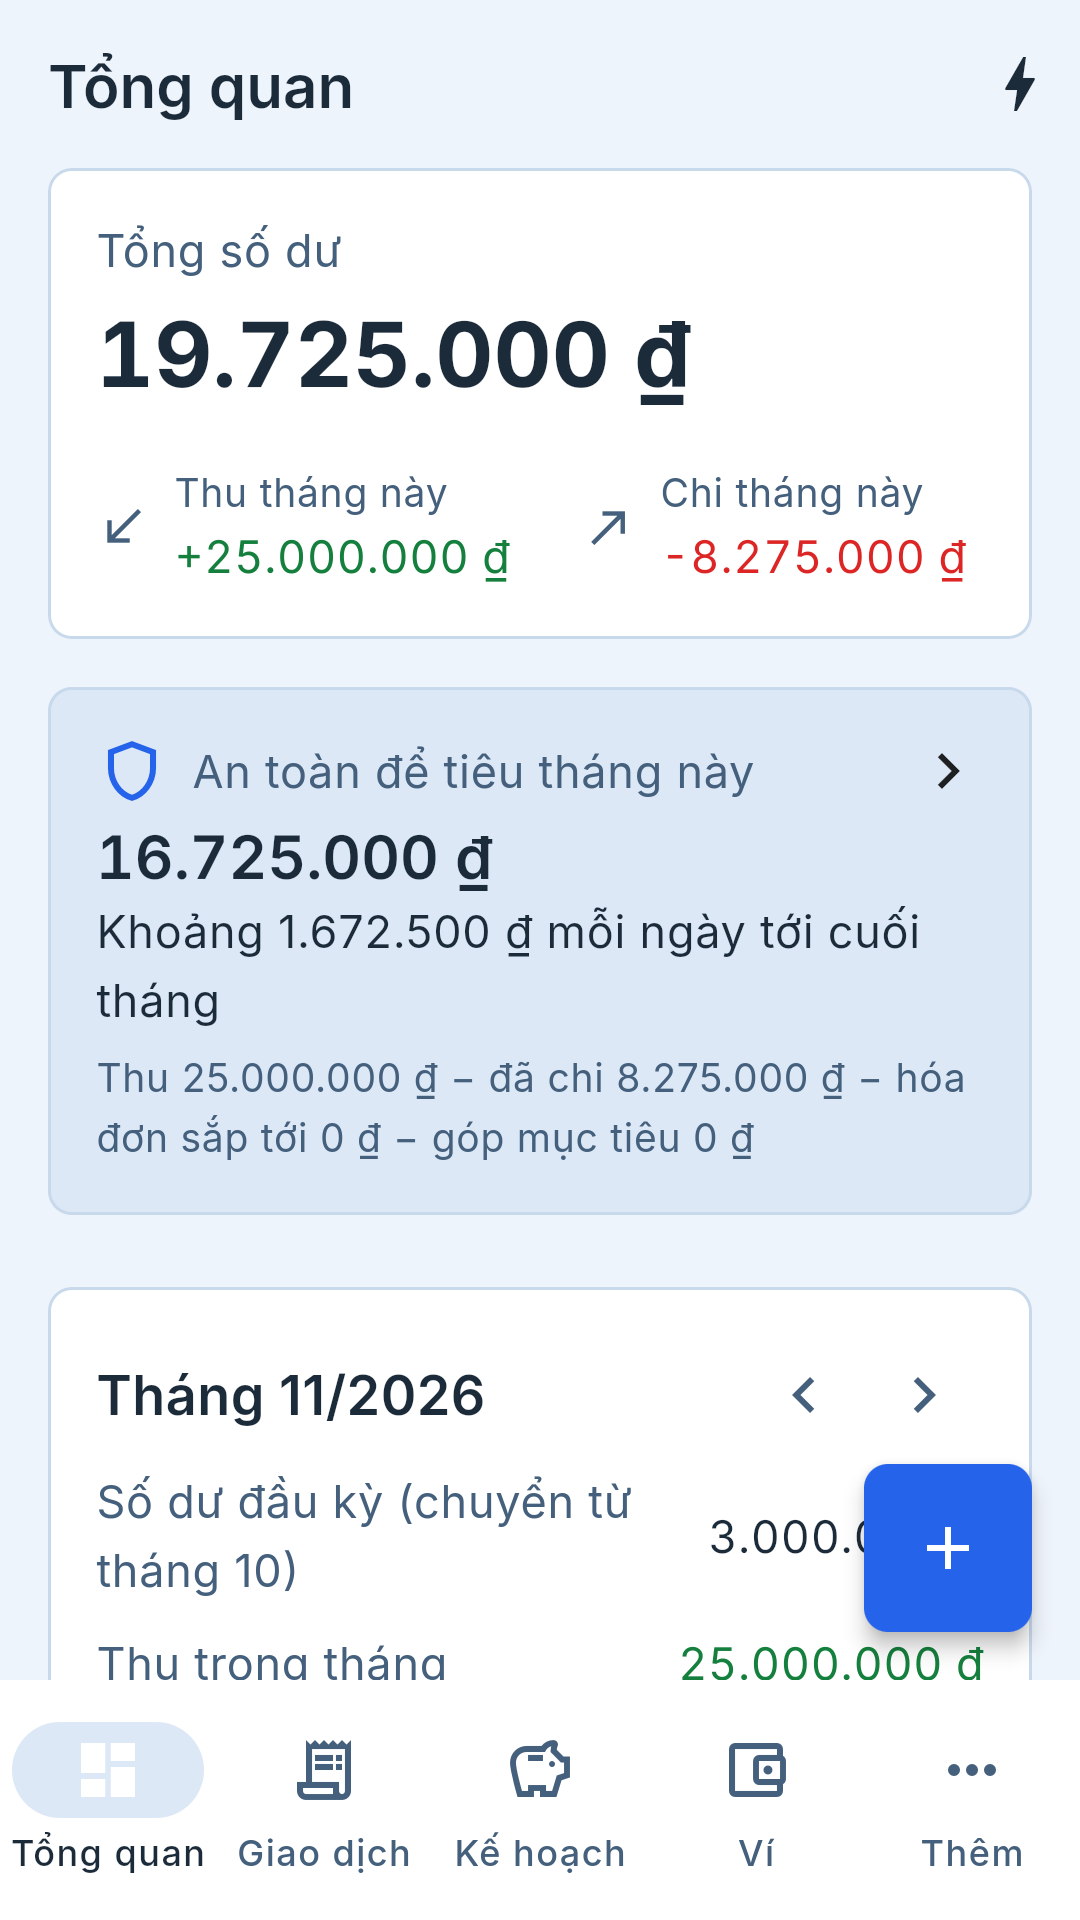 Tổng quan
Tổng số dư
19.725.000 ₫
Thu tháng này
+25.000.000 ₫
Chi tháng này
-8.275.000 ₫
An toàn để tiêu tháng này
16.725.000 ₫
Khoảng 1.672.500 ₫ mỗi ngày tới cuối
tháng
Thu 25.000.000 ₫ – đã chi 8.275.000 ₫ – hóa
đơn sắp tới 0 ₫ – góp mục tiêu 0 ₫
Tháng 11/2026
Số dư đầu kỳ (chuyển từ
tháng 10)
3.000.0
Thu trong tháng
25.000.000 ₫
Tổng quan
Giao dịch
Kế hoạch
Ví
Thêm